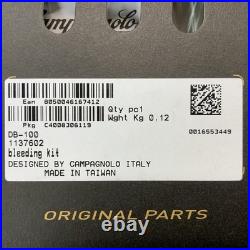 Campagnolo
Ean 8050046167412
Qty pc1
Wght Kg 0.12
Pkg C4008306119
0016553449
DB-100
1137602
bleeding kit
DESIGNED BY CAMPAGNOLO ITALY
MADE IN TAIWAN
ORIGINAL PARTS